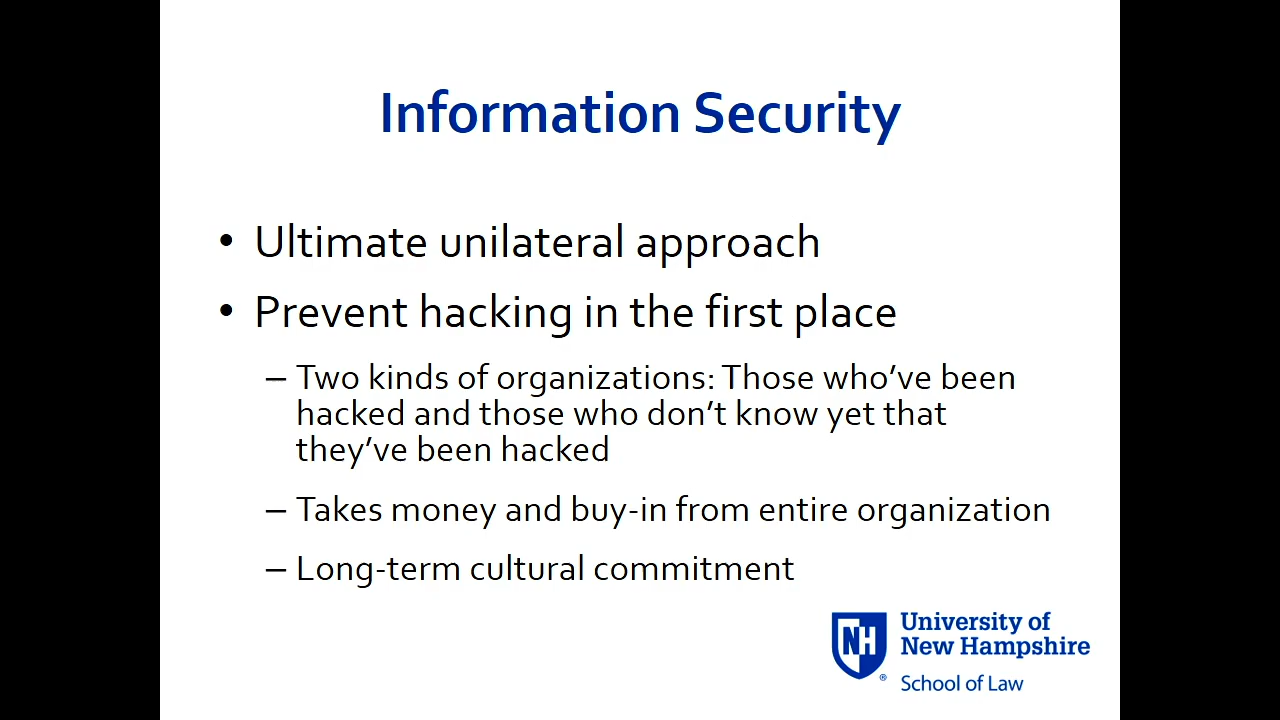 Information Security
• Ultimate unilateral approach
• Prevent hacking in the first place
– Two kinds of organizations: Those who’ve been
hacked and those who don’t know yet that
they’ve been hacked
– Takes money and buy-in from entire organization
– Long-term cultural commitment
NH
®
University of
New Hampshire
School of Law